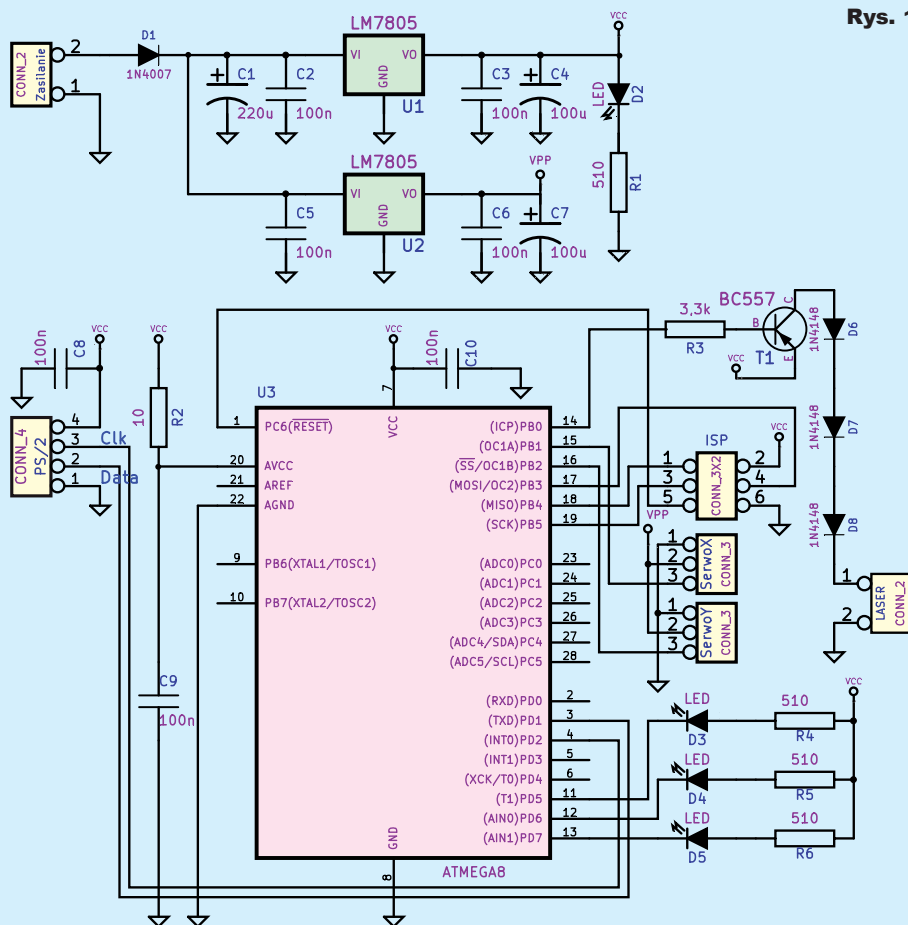 Rys. 1
CONN_2
Zasilanie
2
1
D1
1N4007
C1
220u
C2
100n
LM7805
VI
VO
GND
U1
C3
100n
C4
100u
VCC
LED
D2
510
R1
LM7805
VI
VO
GND
U2
C5
100n
C6
100n
VPP
C7
100u
100n
C8
VCC
VCC
10
R2
CONN_4
PS/2
4
3
2
1
Clk
Data
C9
100n
VCC
100n
C10
U3
7
VCC
1
PC6(RESET)
20
AVCC
21
AREF
22
AGND
9
PB6(XTAL1/TOSC1)
10
PB7(XTAL2/TOSC2)
(ICP)PB0
14
(OC1A)PB1
15
(SS/OC1B)PB2
16
(MOSI/OC2)PB3
17
(MISO)PB4
18
(SCK)PB5
19
(ADC0)PC0
23
(ADC1)PC1
24
(ADC2)PC2
25
(ADC3)PC3
26
(ADC4/SDA)PC4
27
(ADC5/SCL)PC5
28
(RXD)PD0
2
(TXD)PD1
3
(INT0)PD2
4
(INT1)PD3
5
(XCK/T0)PD4
6
(T1)PD5
11
(AIN0)PD6
12
(AIN1)PD7
13
GND
8
ATMEGA8
3,3k
R3
BC557
B
C
E
T1
VCC
1N4148
D6
1N4148
D7
1N4148
D8
ISP
CONN_3X2
1
3
5
2
4
6
VCC
VPP
SerwoX
CONN_3
1
2
3
SerwoY
CONN_3
1
2
3
1
2
LASER
CONN_2
VCC
LED
D3
510
R4
LED
D4
510
R5
LED
D5
510
R6